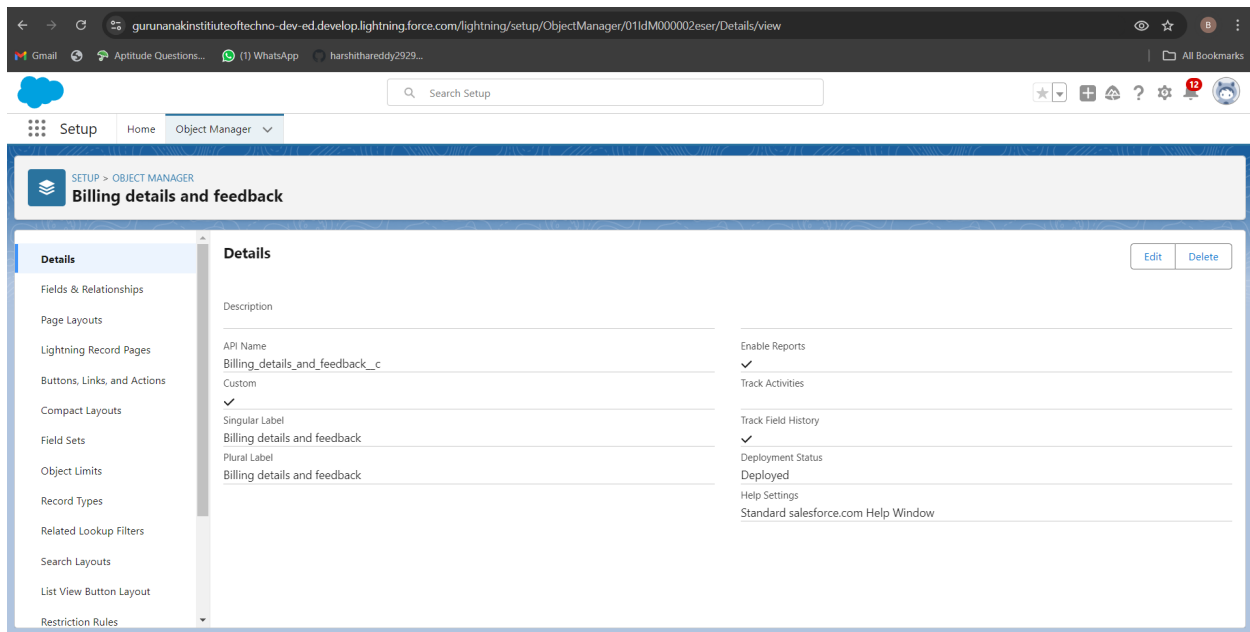 gurunanakinstitiuteoftechno-dev-ed.develop.lightning.force.com/lightning/setup/ObjectManager/01IdM000002eser/Details/view
B
Gmail
Aptitude Questions...
(1) WhatsApp
harshithareddy2929...
All Bookmarks
Search Setup
12
Setup
Home
Object Manager
SETUP > OBJECT MANAGER
Billing details and feedback
Details
Fields & Relationships
Page Layouts
Lightning Record Pages
Buttons, Links, and Actions
Compact Layouts
Field Sets
Object Limits
Record Types
Related Lookup Filters
Search Layouts
List View Button Layout
Restriction Rules
Details
Edit
Delete
Description
API Name
Billing_details_and_feedback__c
Custom
Singular Label
Billing details and feedback
Plural Label
Billing details and feedback
Enable Reports
Track Activities
Track Field History
Deployment Status
Deployed
Help Settings
Standard salesforce.com Help Window